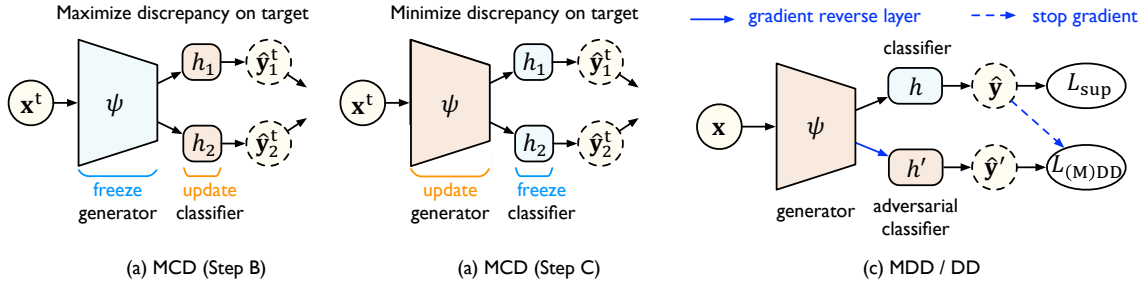 Maximize discrepancy on target
x^t
ψ
h_1
h_2
ŷ_1^t
ŷ_2^t
freeze
generator
update
classifier
(a) MCD (Step B)
Minimize discrepancy on target
x^t
ψ
h_1
h_2
ŷ_1^t
ŷ_2^t
update
generator
freeze
classifier
(a) MCD (Step C)
gradient reverse layer
stop gradient
classifier
x
ψ
h
ŷ
L_sup
h′
ŷ′
L_(M)DD
generator
adversarial
classifier
(c) MDD / DD